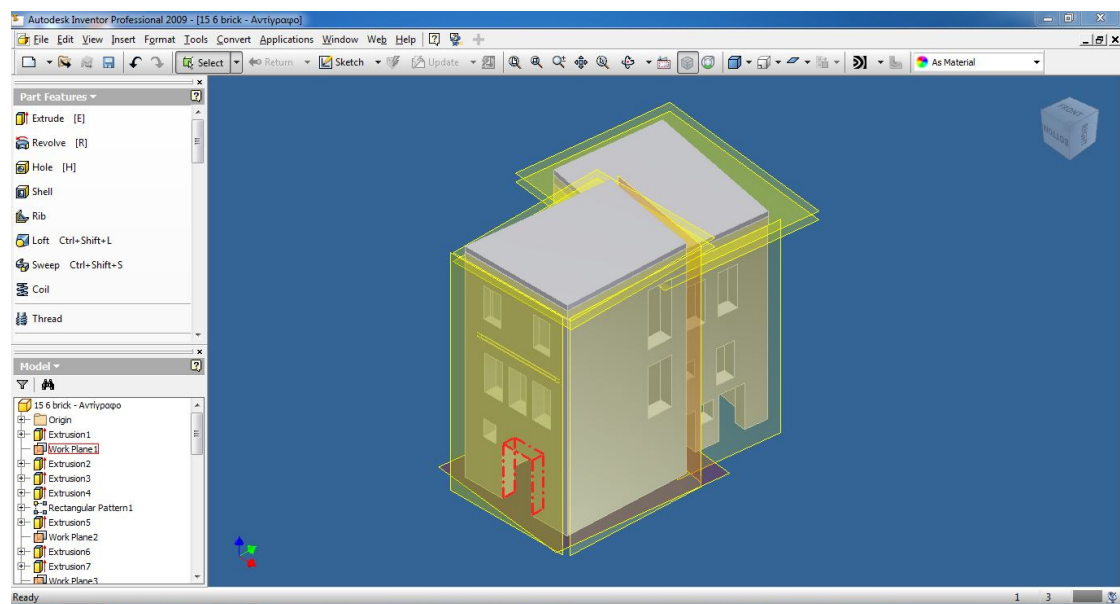 Autodesk Inventor Professional 2009 - [15 6 brick - Αντίγραφο]
File Edit View Insert Format Tools Convert Applications Window Web Help
Select Return Sketch Update As Material
Part Features
Extrude [E]
Revolve [R]
Hole [H]
Shell
Rib
Loft Ctrl+Shift+L
Sweep Ctrl+Shift+S
Coil
Thread
Model
15 6 brick - Αντίγραφο
Origin
Extrusion1
Work Plane1
Extrusion2
Extrusion3
Extrusion4
Rectangular Pattern1
Extrusion5
Work Plane2
Extrusion6
Extrusion7
Work Plane3
FRONT
RIGHT
BOTTOM
Ready
1 3